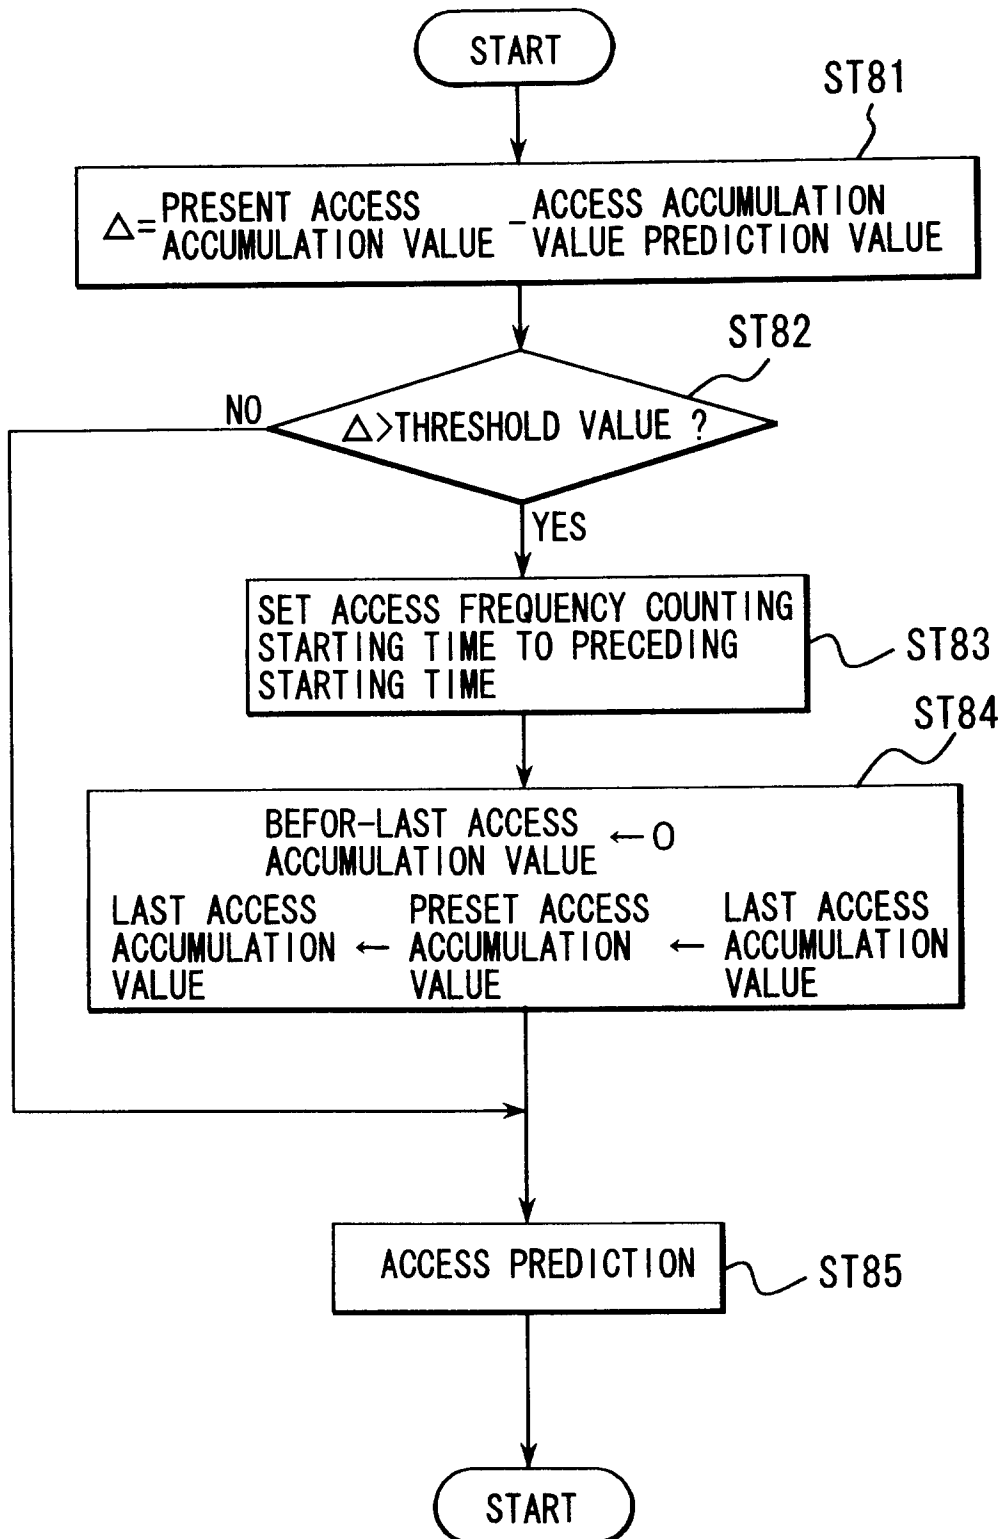 START
ST81
△=PRESENT ACCESS ACCUMULATION VALUE - ACCESS ACCUMULATION VALUE PREDICTION VALUE
ST82
NO
△>THRESHOLD VALUE ?
YES
SET ACCESS FREQUENCY COUNTING
STARTING TIME TO PRECEDING
STARTING TIME
ST83
ST84
BEFOR-LAST ACCESS
ACCUMULATION VALUE ←0
LAST ACCESS
ACCUMULATION
VALUE
←
PRESET ACCESS
ACCUMULATION
VALUE
←
LAST ACCESS
ACCUMULATION
VALUE
ACCESS PREDICTION
ST85
START